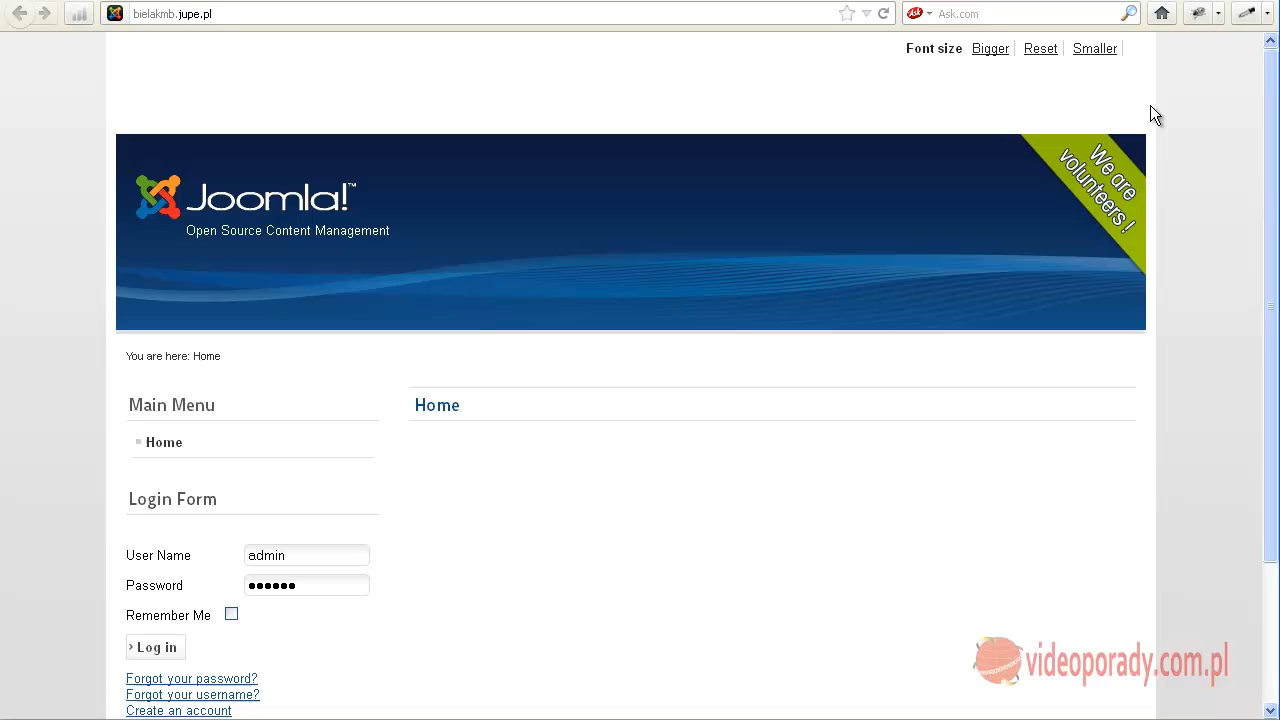 bielakmb.jupe.pl
Ask.com
Font size Bigger Reset Smaller
Joomla!™
Open Source Content Management
We are
volunteers !
You are here: Home
Main Menu
Home
Home
Login Form
User Name admin
Password ••••••
Remember Me
Log in
Forgot your password?
Forgot your username?
Create an account
videoporady.com.pl